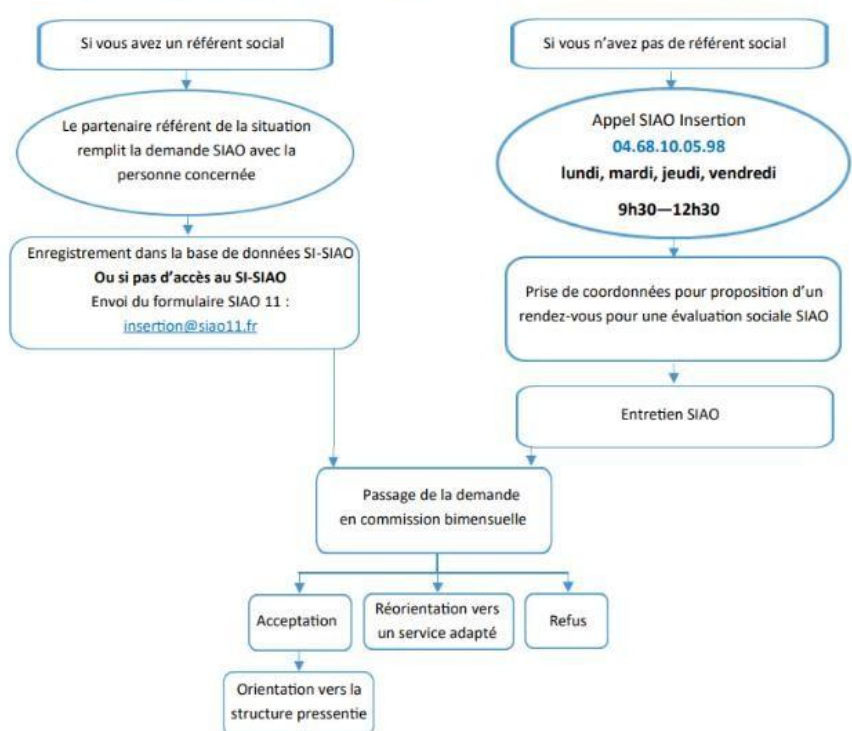 Si vous avez un référent social
Le partenaire référent de la situation
remplit la demande SIAO avec la
personne concernée
Enregistrement dans la base de données SI-SIAO
Ou si pas d'accès au SI-SIAO
Envoi du formulaire SIAO 11 :
insertion@siao11.fr
Si vous n'avez pas de référent social
Appel SIAO Insertion
04.68.10.05.98
lundi, mardi, jeudi, vendredi
9h30—12h30
Prise de coordonnées pour proposition d'un
rendez-vous pour une évaluation sociale SIAO
Entretien SIAO
Passage de la demande
en commission bimensuelle
Acceptation
Réorientation vers
un service adapté
Refus
Orientation vers la
structure pressentie